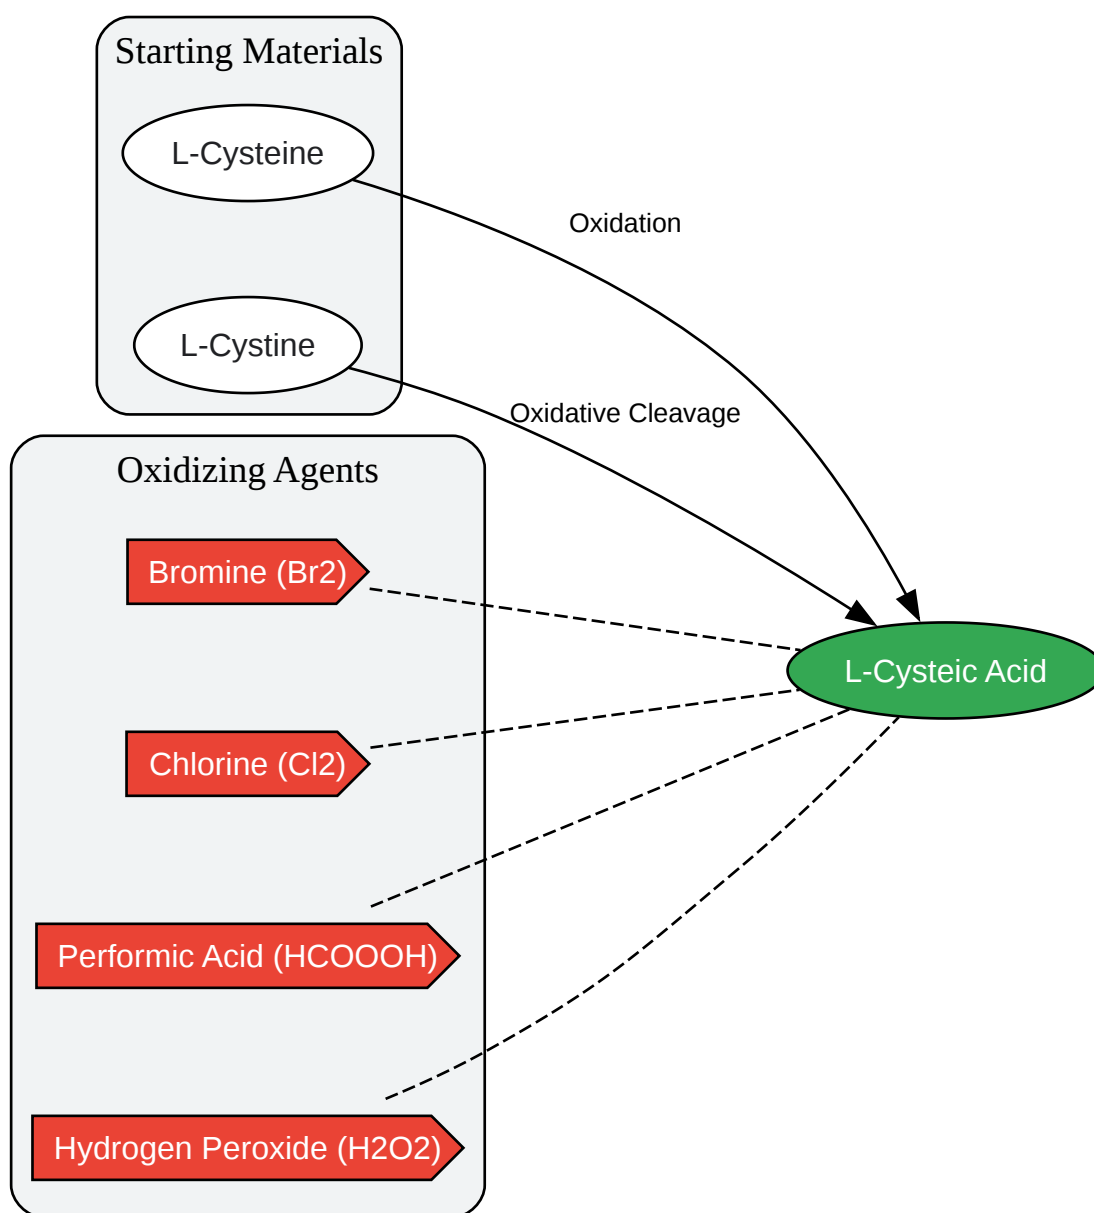 Starting Materials
L-Cysteine
Oxidation
L-Cystine
Oxidative Cleavage
Oxidizing Agents
Bromine (Br2)
L-Cysteic Acid
Chlorine (Cl2)
Performic Acid (HCOOOH)
Hydrogen Peroxide (H2O2)